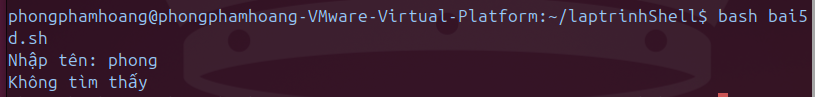 phongphamhoang@phongphamhoang-VMware-Virtual-Platform:~/laptrinhShell$ bash bai5
d.sh
Nhập tên: phong
Không tìm thấy